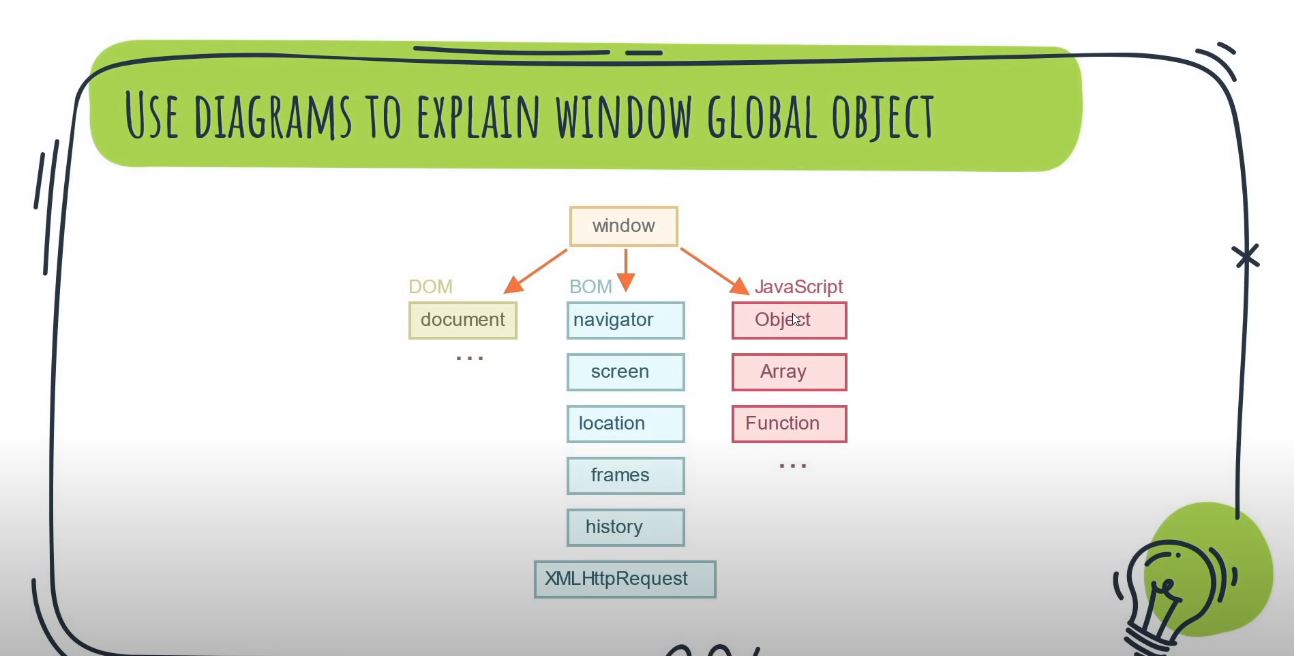 Use diagrams to explain window global object
window
DOM
document
...
BOM
navigator
screen
location
frames
history
XMLHttpRequest
JavaScript
Object
Array
Function
...